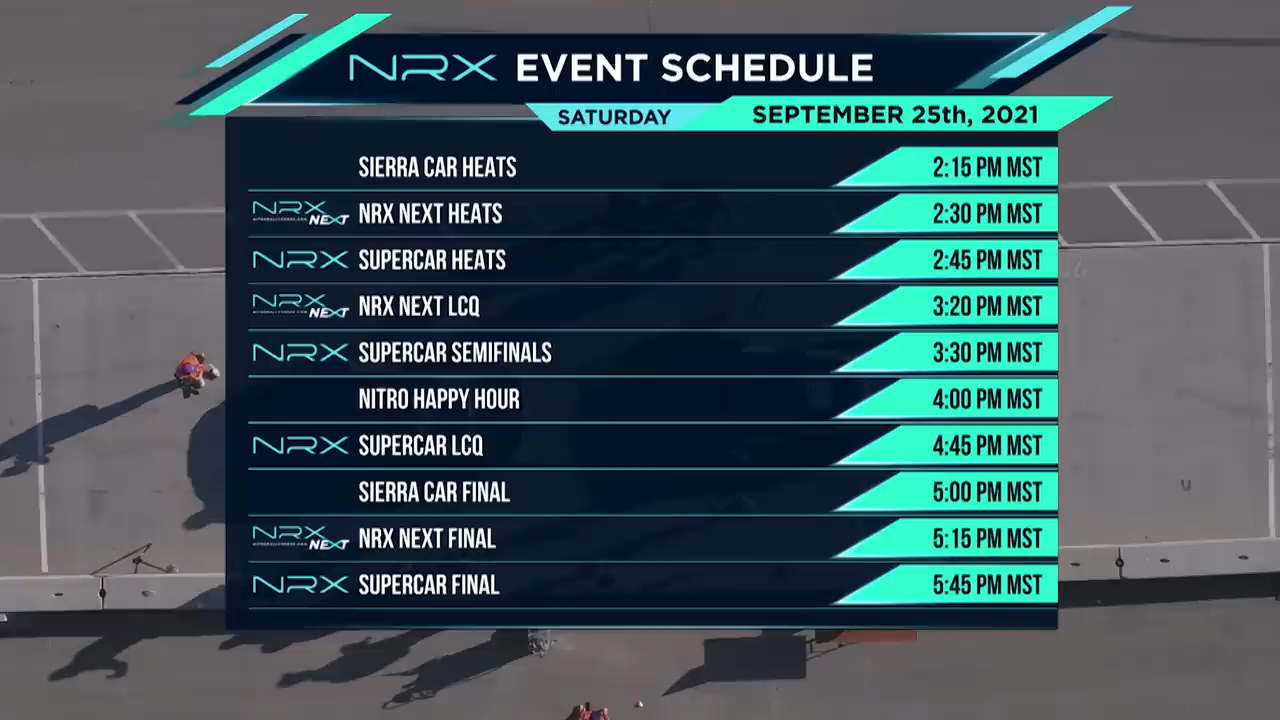 NRX EVENT SCHEDULE
SATURDAY SEPTEMBER 25th, 2021
SIERRA CAR HEATS 2:15 PM MST
NRX NEXT NRX NEXT HEATS 2:30 PM MST
NRX SUPERCAR HEATS 2:45 PM MST
NRX NEXT NRX NEXT LCQ 3:20 PM MST
NRX SUPERCAR SEMIFINALS 3:30 PM MST
NITRO HAPPY HOUR 4:00 PM MST
NRX SUPERCAR LCQ 4:45 PM MST
SIERRA CAR FINAL 5:00 PM MST
NRX NEXT NRX NEXT FINAL 5:15 PM MST
NRX SUPERCAR FINAL 5:45 PM MST